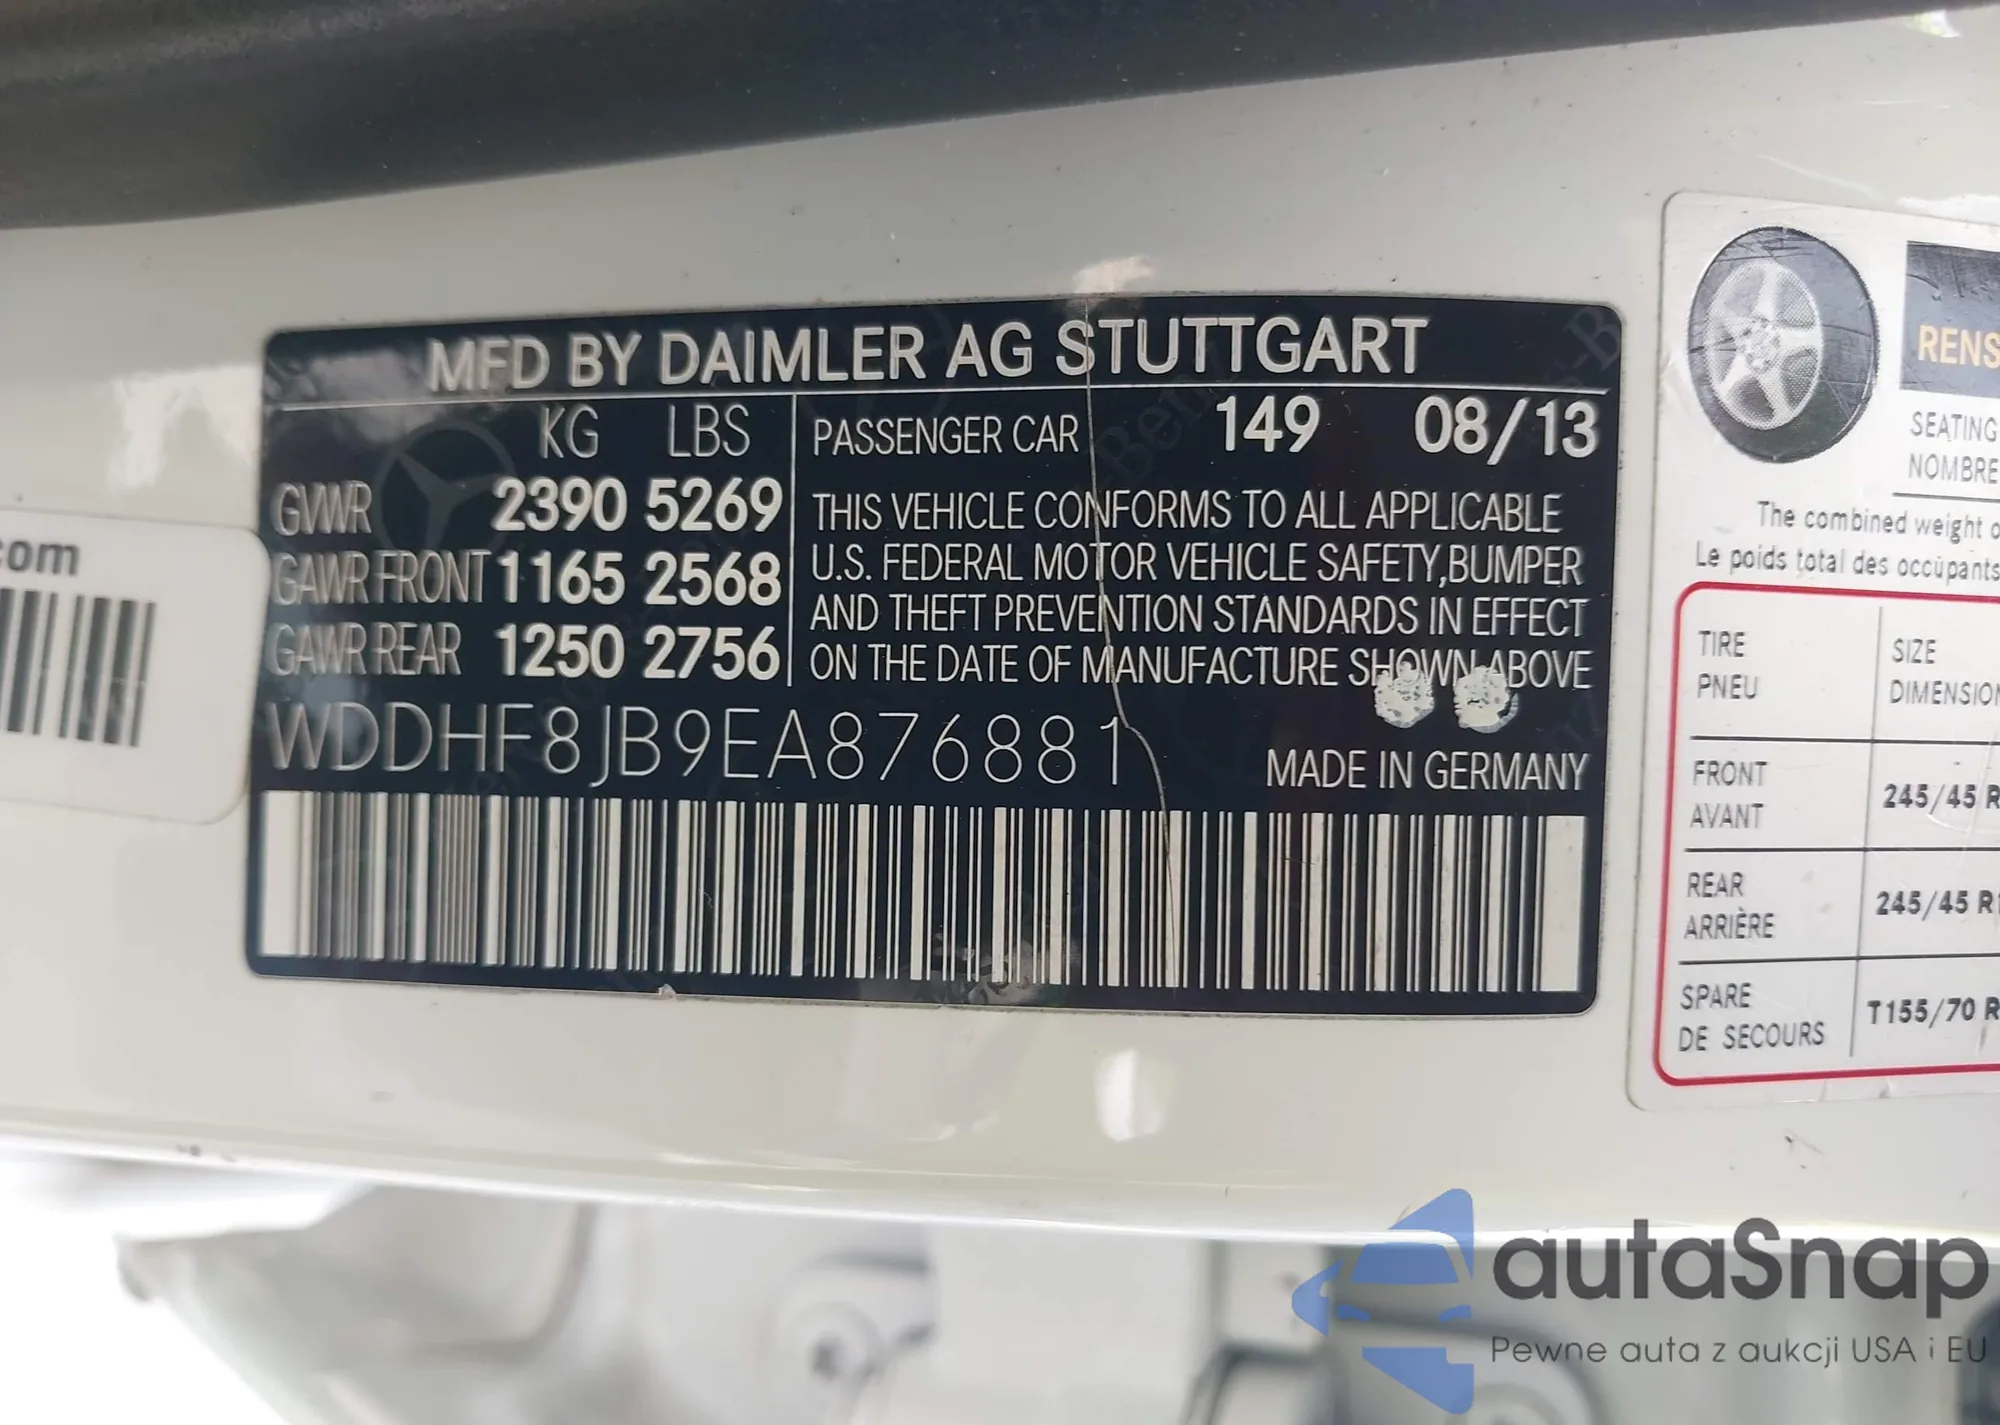 MFD BY DAIMLER AG STUTTGART
KG LBS
GVWR 2390 5269
GAWR FRONT 1165 2568
GAWR REAR 1250 2756
PASSENGER CAR 149 08/13
THIS VEHICLE CONFORMS TO ALL APPLICABLE
U.S. FEDERAL MOTOR VEHICLE SAFETY,BUMPER
AND THEFT PREVENTION STANDARDS IN EFFECT
ON THE DATE OF MANUFACTURE SHOWN ABOVE
WDDHF8JB9EA876881
MADE IN GERMANY
.com
RENS
SEATING
NOMBRE
The combined weight o
Le poids total des occupants
TIRE SIZE
PNEU DIMENSION
FRONT
AVANT
245/45 R
REAR
ARRIÈRE
245/45 R
SPARE
DE SECOURS
T155/70 R
autaSnap
Pewne auta z aukcji USA i EU